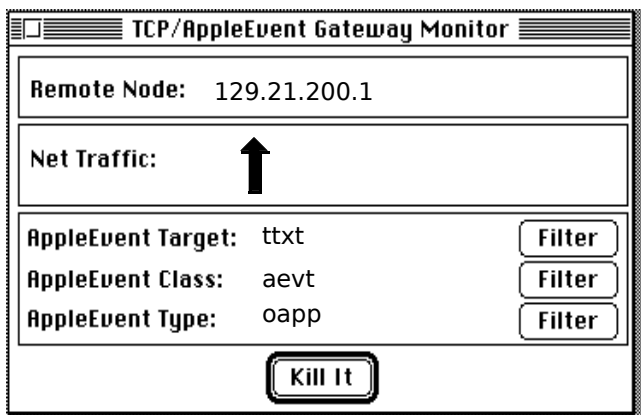 TCP/AppleEvent Gateway Monitor
Remote Node: 129.21.200.1
Net Traffic:
AppleEvent Target: ttxt Filter
AppleEvent Class: aevt Filter
AppleEvent Type: oapp Filter
Kill It